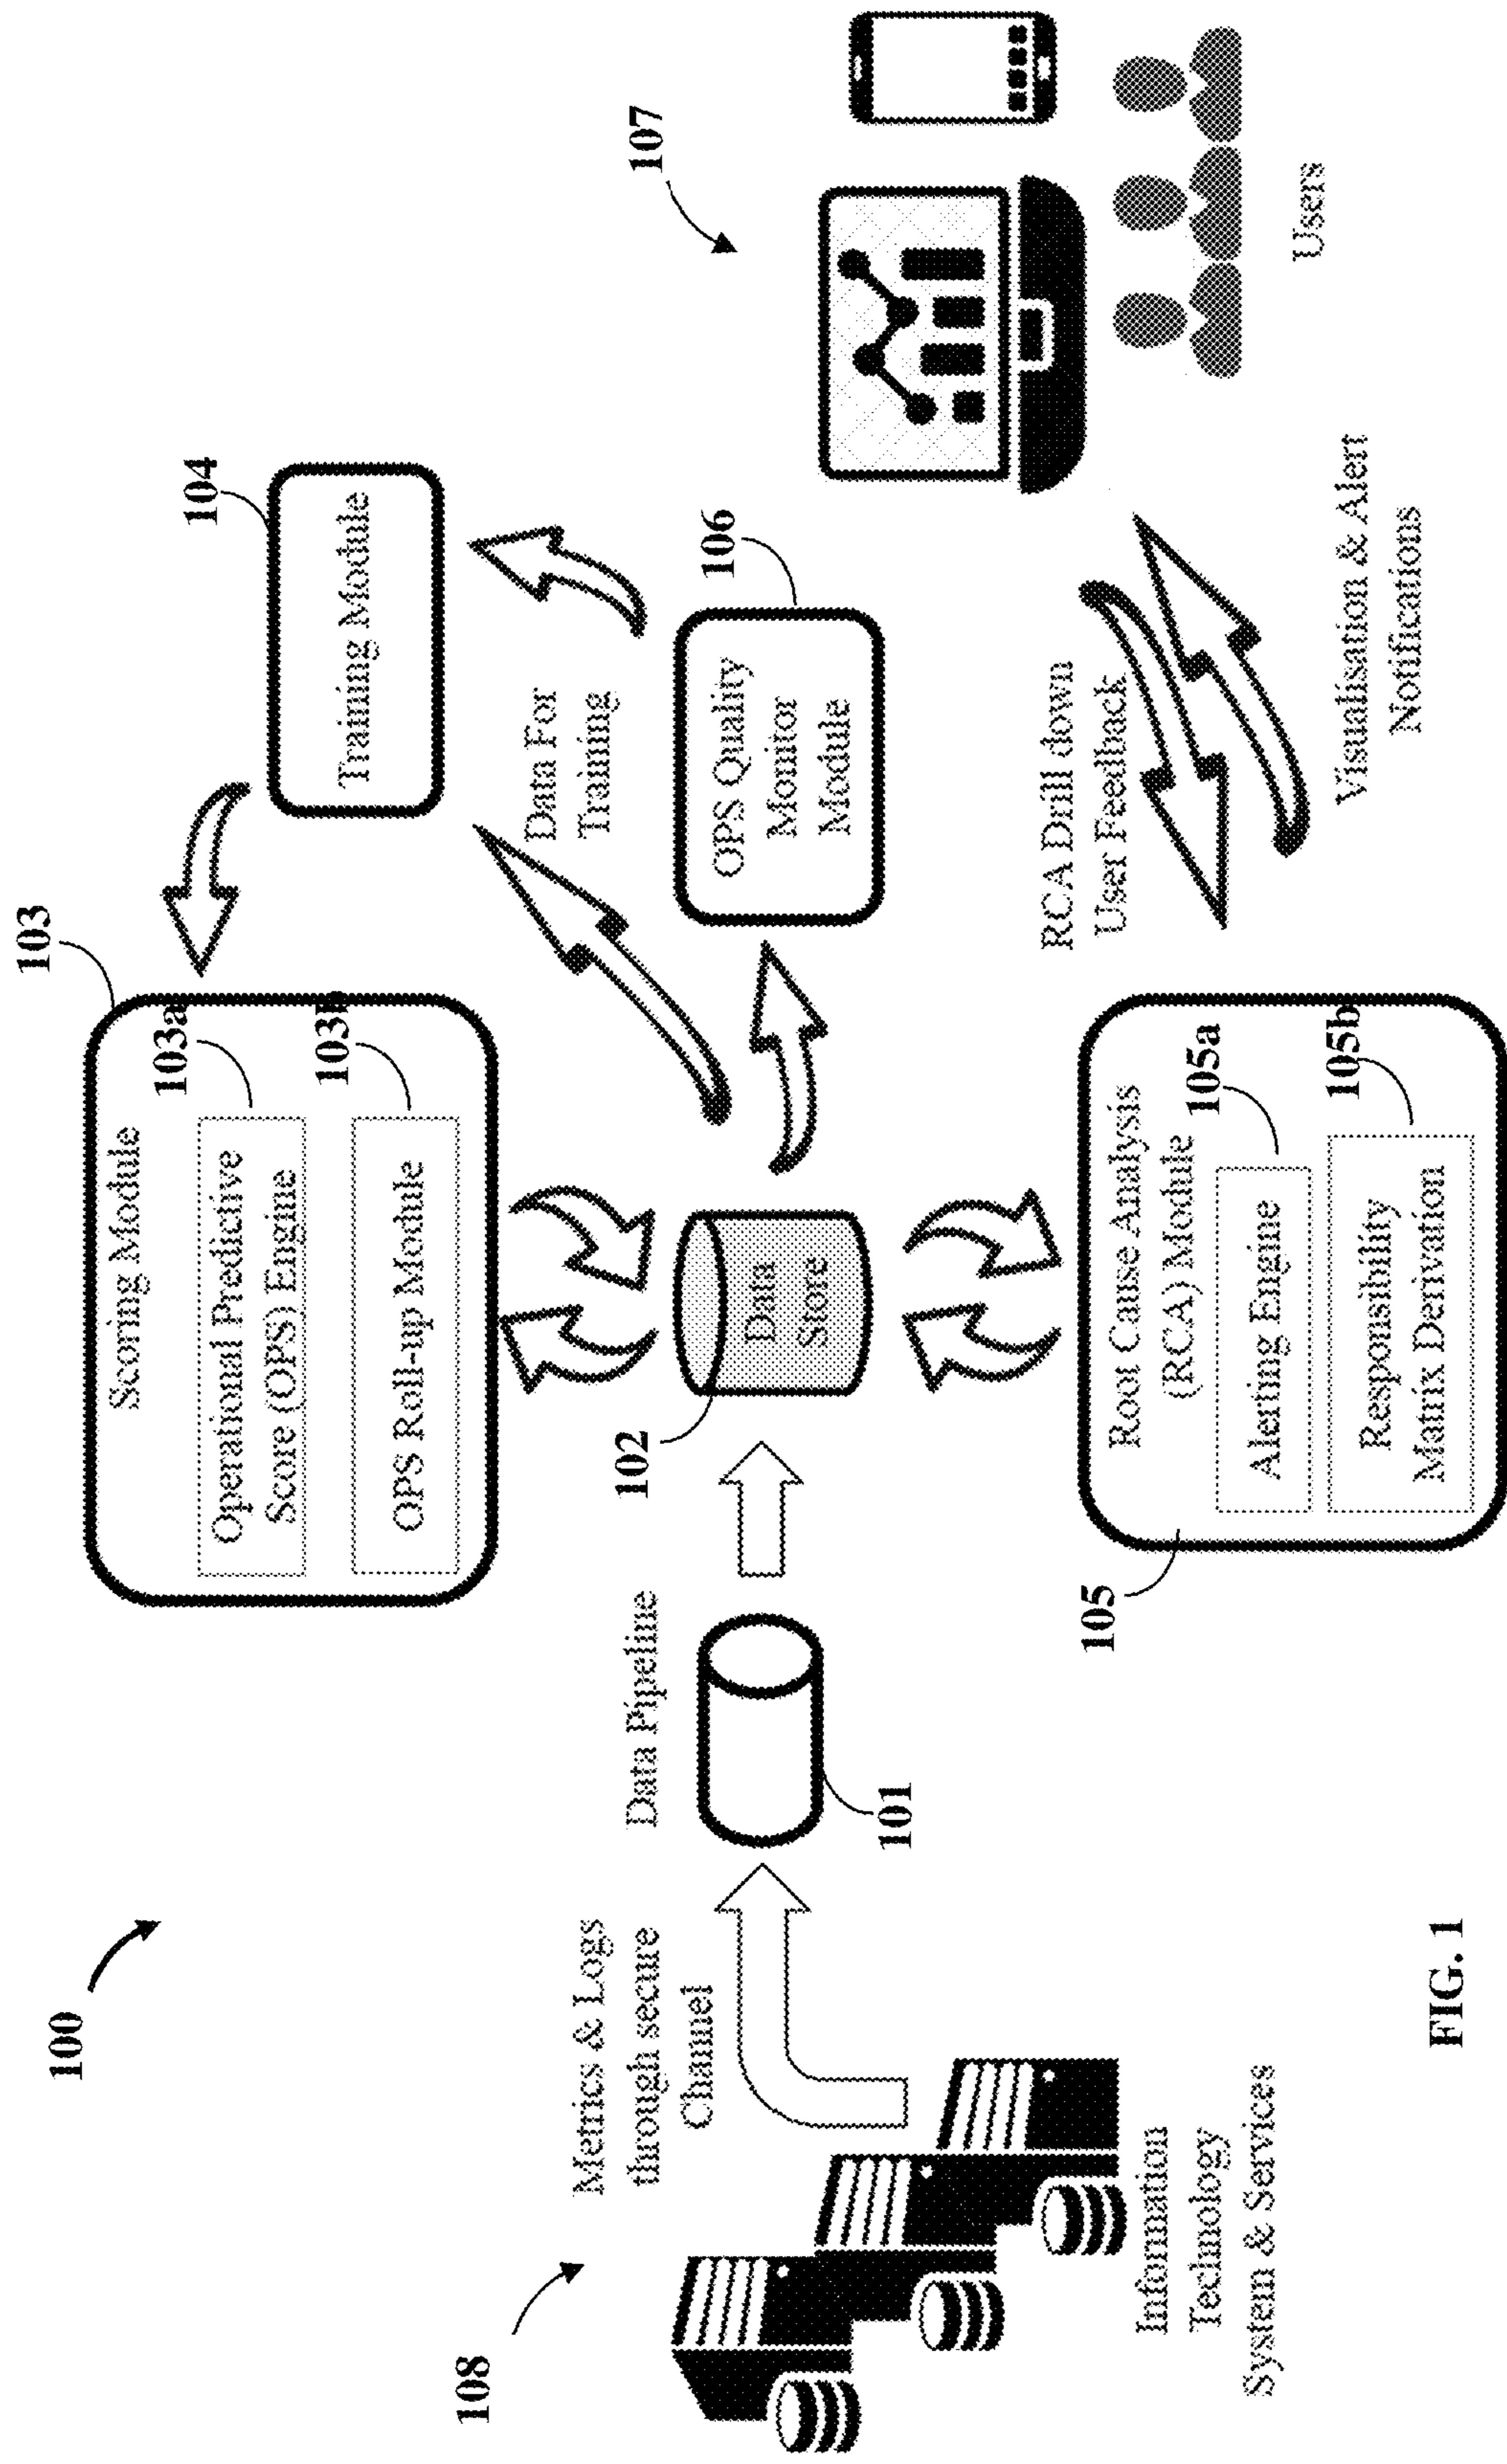 100
103
Scoring Module
103a
Operational Predictive
Score (OPS) Engine
103b
OPS Roll-up Module
104
Training Module
Data For
Training
106
OPS Quality
Monitor
Module
107
Users
108
Metrics & Logs
through secure
Channel
Information
Technology
System & Services
Data Pipeline
101
102
Data
Store
105
Root Cause Analysis
(RCA) Module
105a
Alerting Engine
105b
Responsibility
Matrix Derivation
RCA Drill down
User Feedback
Visualisation & Alert
Notifications
FIG. 1